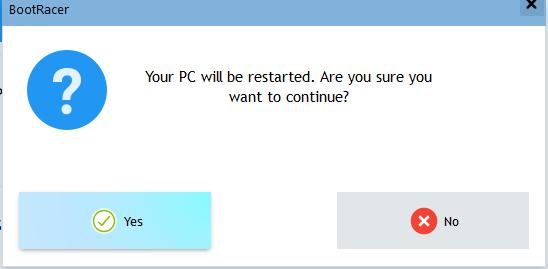 BootRacer
Your PC will be restarted. Are you sure you
want to continue?
Yes
No